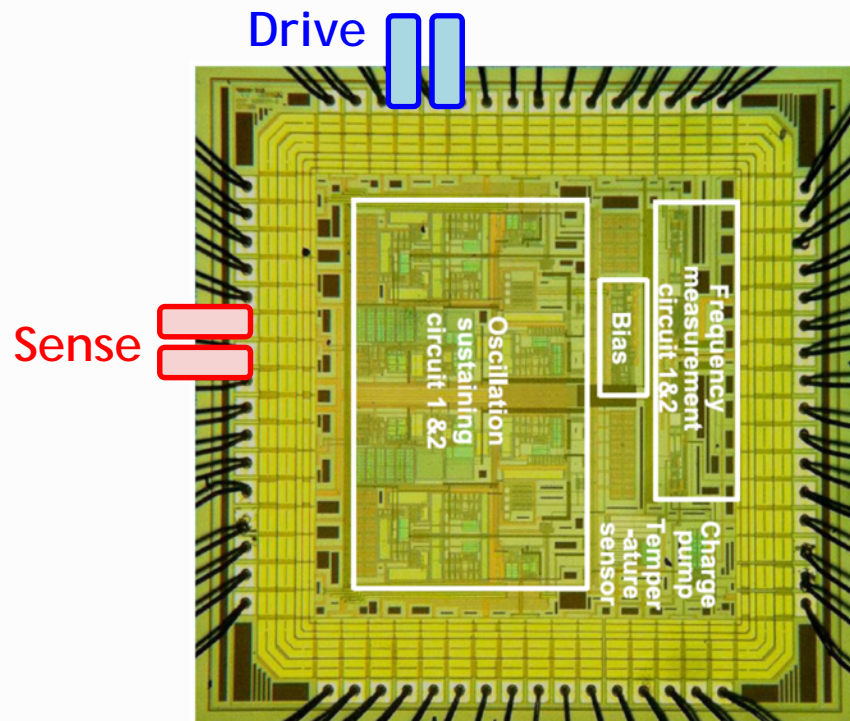 Drive
Sense
Oscillation
sustaining
circuit 1 &2
Bias
Frequency
measurement
circuit 1&2
Charge
pump
Temper
-ature
sensor